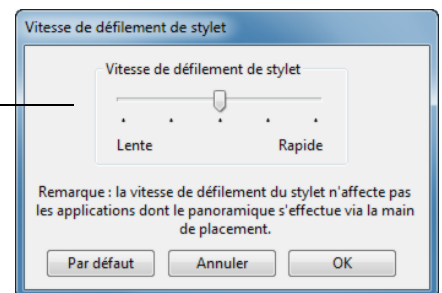 Vitesse de défilement de stylet
Vitesse de défilement de stylet
Lente Rapide
Remarque : la vitesse de défilement du stylet n'affecte pas
les applications dont le panoramique s'effectue via la main
de placement.
Par défaut Annuler OK